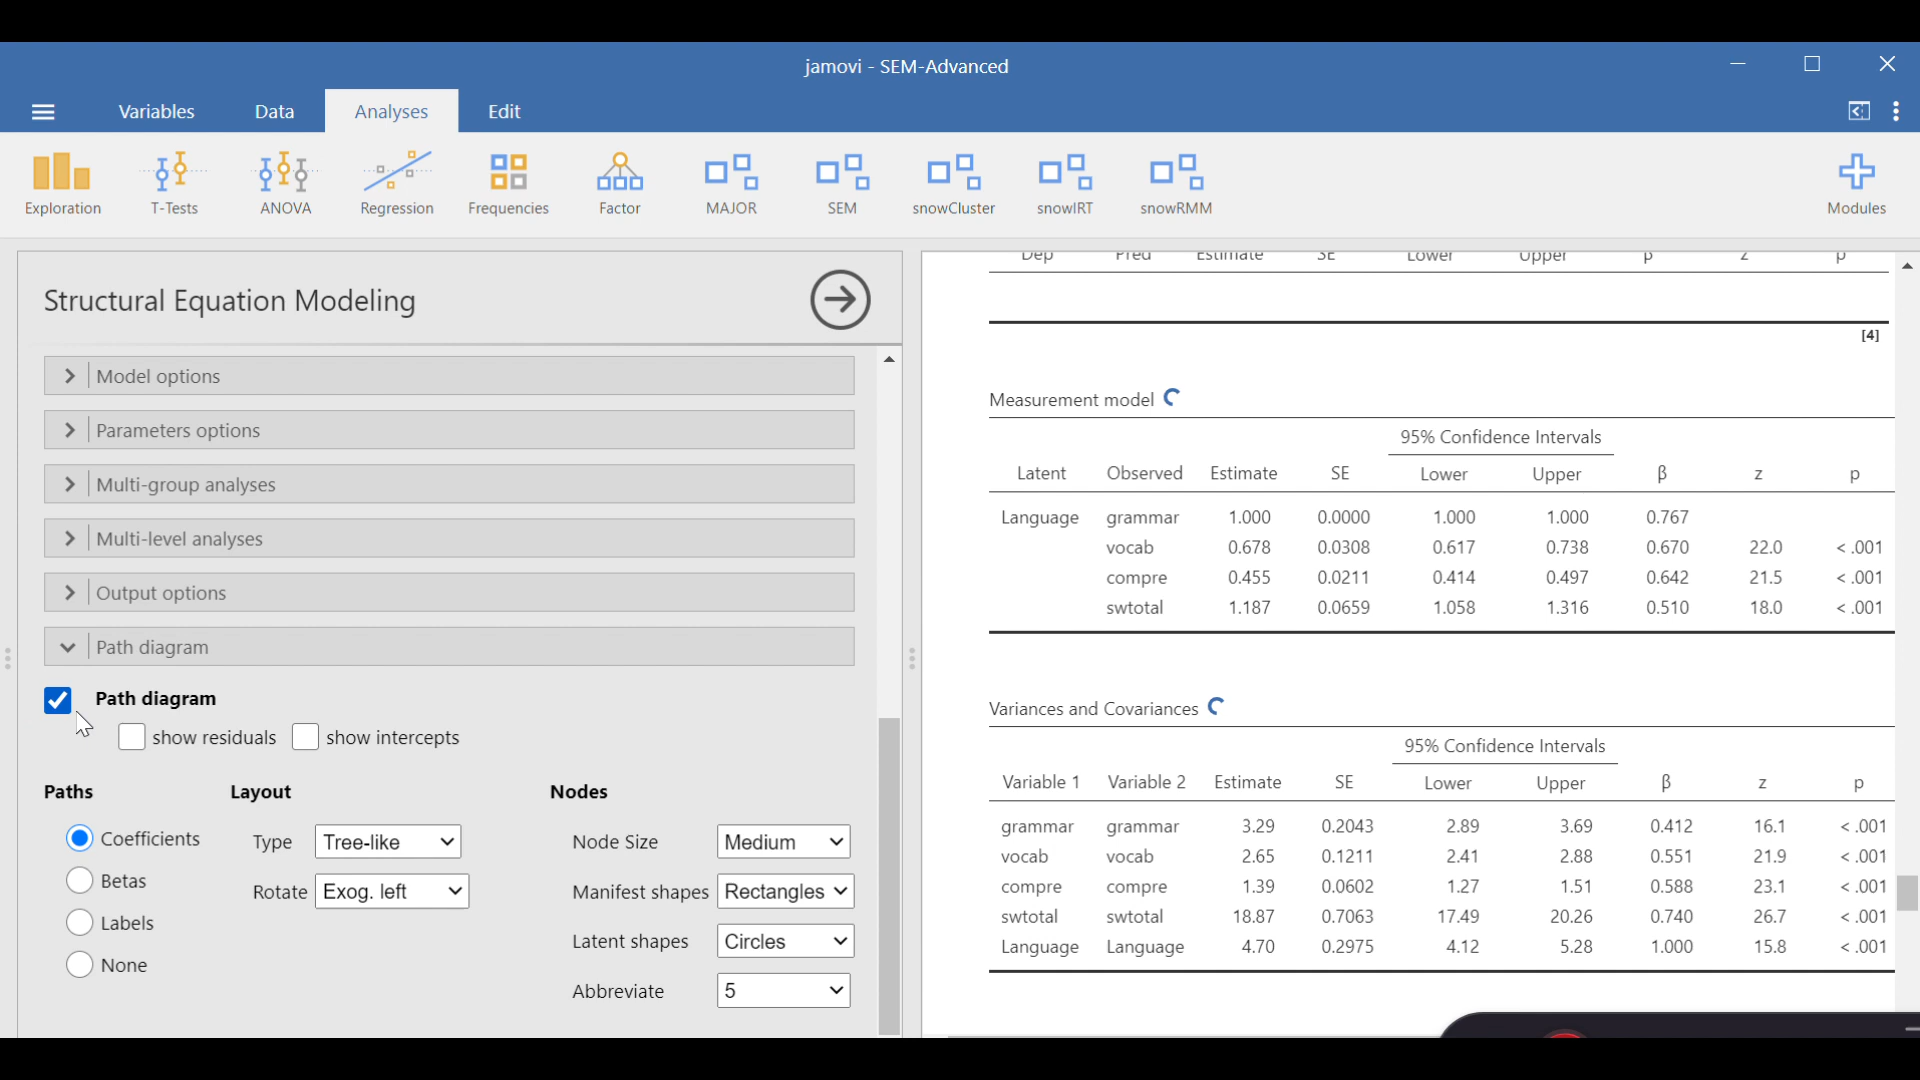 jamovi - SEM-Advanced
Variables Data Analyses Edit
Exploration T-Tests ANOVA Regression Frequencies Factor MAJOR SEM snowCluster snowIRT snowRMM Modules
Structural Equation Modeling
Model options
Parameters options
Multi-group analyses
Multi-level analyses
Output options
Path diagram
Path diagram
show residuals show intercepts
Paths Layout Nodes
Coefficients Type Tree-like Node Size Medium
Betas Rotate Exog. left Manifest shapes Rectangles
Labels Latent shapes Circles
None Abbreviate 5
Dep Pred Estimate SE Lower Upper β z p
[4]
Measurement model
95% Confidence Intervals
Latent Observed Estimate SE Lower Upper β z p
Language grammar 1.000 0.0000 1.000 1.000 0.767
vocab 0.678 0.0308 0.617 0.738 0.670 22.0 < .001
compre 0.455 0.0211 0.414 0.497 0.642 21.5 < .001
swtotal 1.187 0.0659 1.058 1.316 0.510 18.0 < .001
Variances and Covariances
95% Confidence Intervals
Variable 1 Variable 2 Estimate SE Lower Upper β z p
grammar grammar 3.29 0.2043 2.89 3.69 0.412 16.1 < .001
vocab vocab 2.65 0.1211 2.41 2.88 0.551 21.9 < .001
compre compre 1.39 0.0602 1.27 1.51 0.588 23.1 < .001
swtotal swtotal 18.87 0.7063 17.49 20.26 0.740 26.7 < .001
Language Language 4.70 0.2975 4.12 5.28 1.000 15.8 < .001